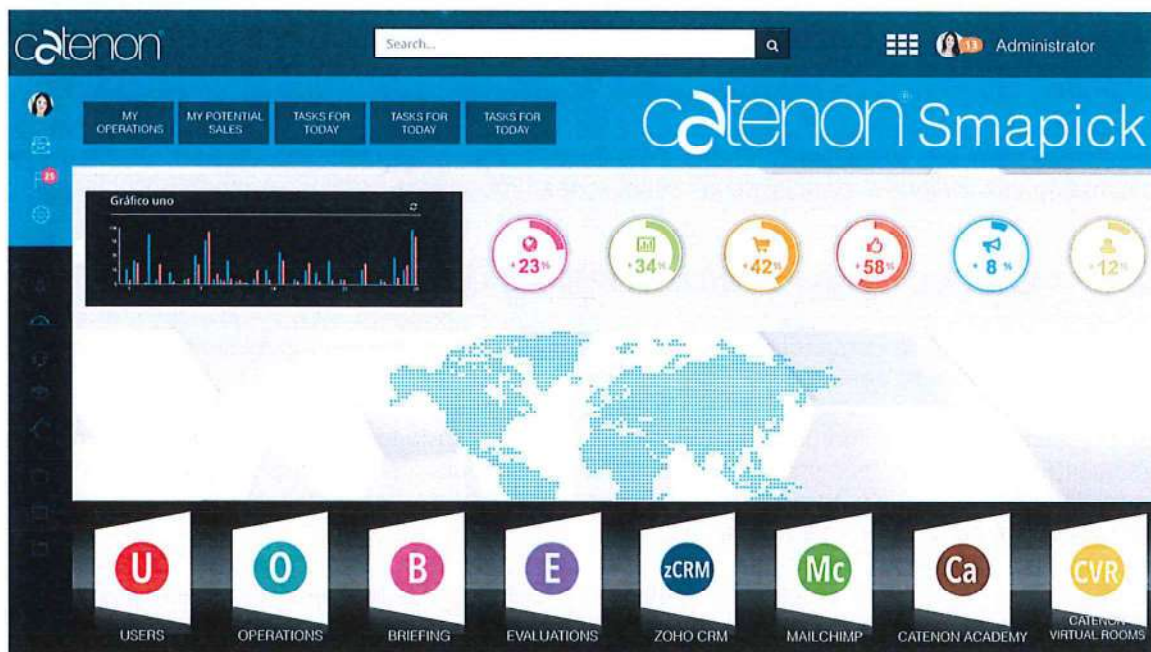 catenon
Search...
13
Administrator
MY
OPERATIONS
MY POTENTIAL
SALES
TASKS FOR
TODAY
TASKS FOR
TODAY
TASKS FOR
TODAY
catenon Smapick
25
Gráfico uno
+23%
+34%
+42%
+58%
+8%
+12%
U
O
B
E
zCRM
Mc
Ca
CVR
USERS
OPERATIONS
BRIEFING
EVALUATIONS
ZOHO CRM
MAILCHIMP
CATENON ACADEMY
CATENON
VIRTUAL ROOMS